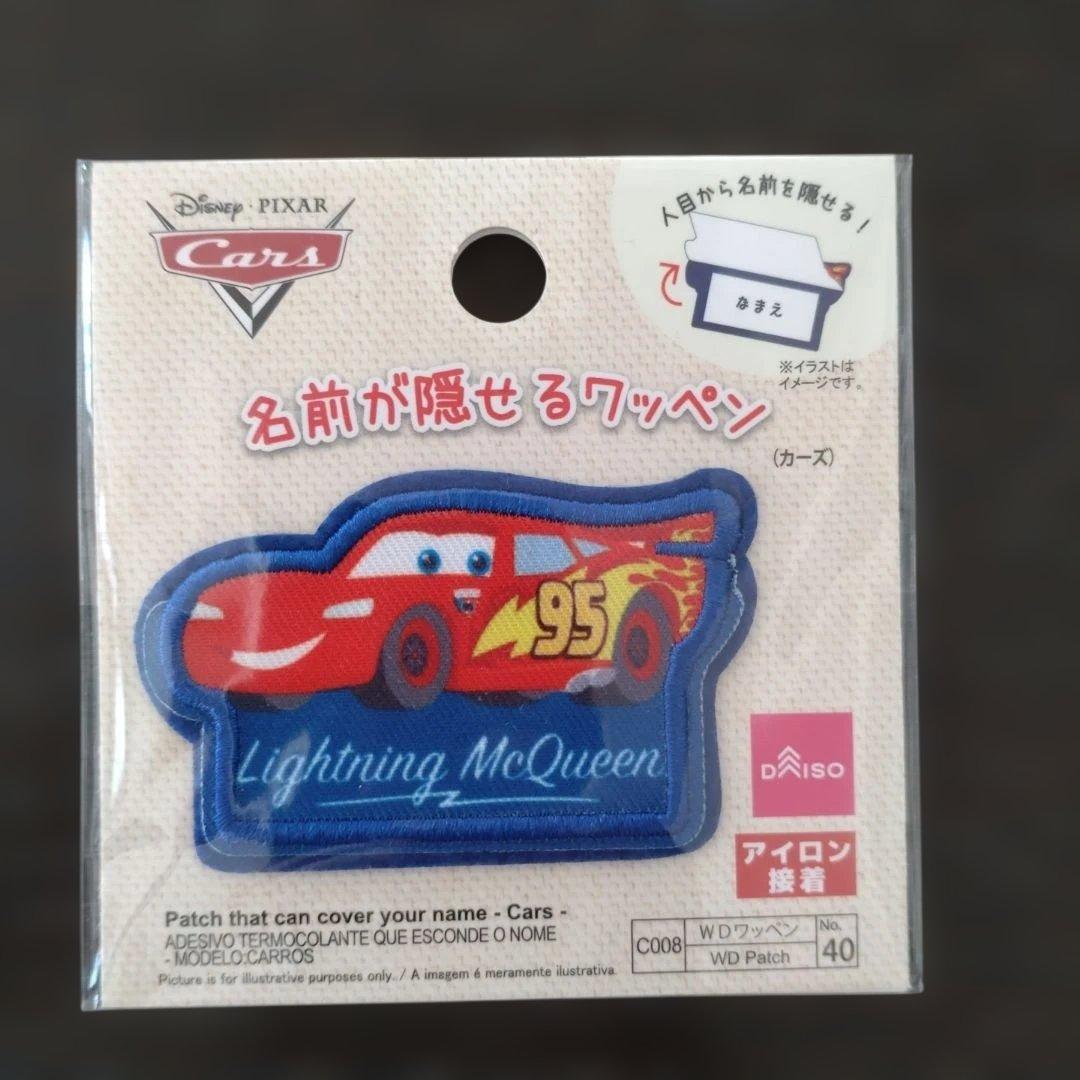 Disney・PIXAR
Cars
人目から名前を隠せる!
なまえ
※イラストは
イメージです。
名前が隠せるワッペン
(カーズ)
95
Lightning McQueen
DAISO
アイロン
接着
Patch that can cover your name - Cars -
ADESIVO TERMOCOLANTE QUE ESCONDE O NOME
- MODELO:CARROS
Picture is for illustrative purposes only. / A imagem é meramente ilustrativa.
C008
WDワッペン
WD Patch
No.
40